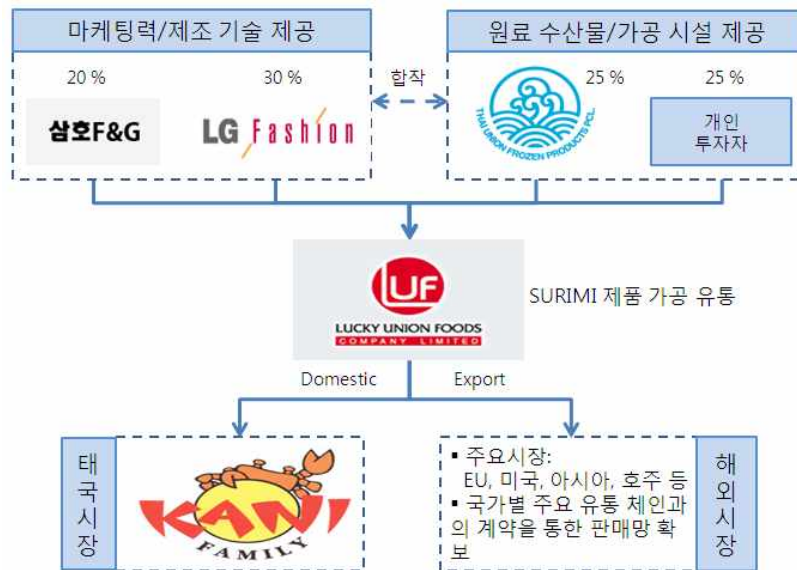 마케팅력/제조 기술 제공
원료 수산물/가공 시설 제공
20 %
30 %
합작
25 %
25 %
삼호F&G
LG Fashion
THAI UNION FROZEN PRODUCTS PCL.
개인
투자자
LUF
LUCKY UNION FOODS
COMPANY LIMITED
SURIMI 제품 가공 유통
Domestic
Export
태국시장
KANI
FAMILY
▪ 주요시장:
EU, 미국, 아시아, 호주 등
▪ 국가별 주요 유통 체인과
의 계약을 통한 판매망 확
보
해외시장